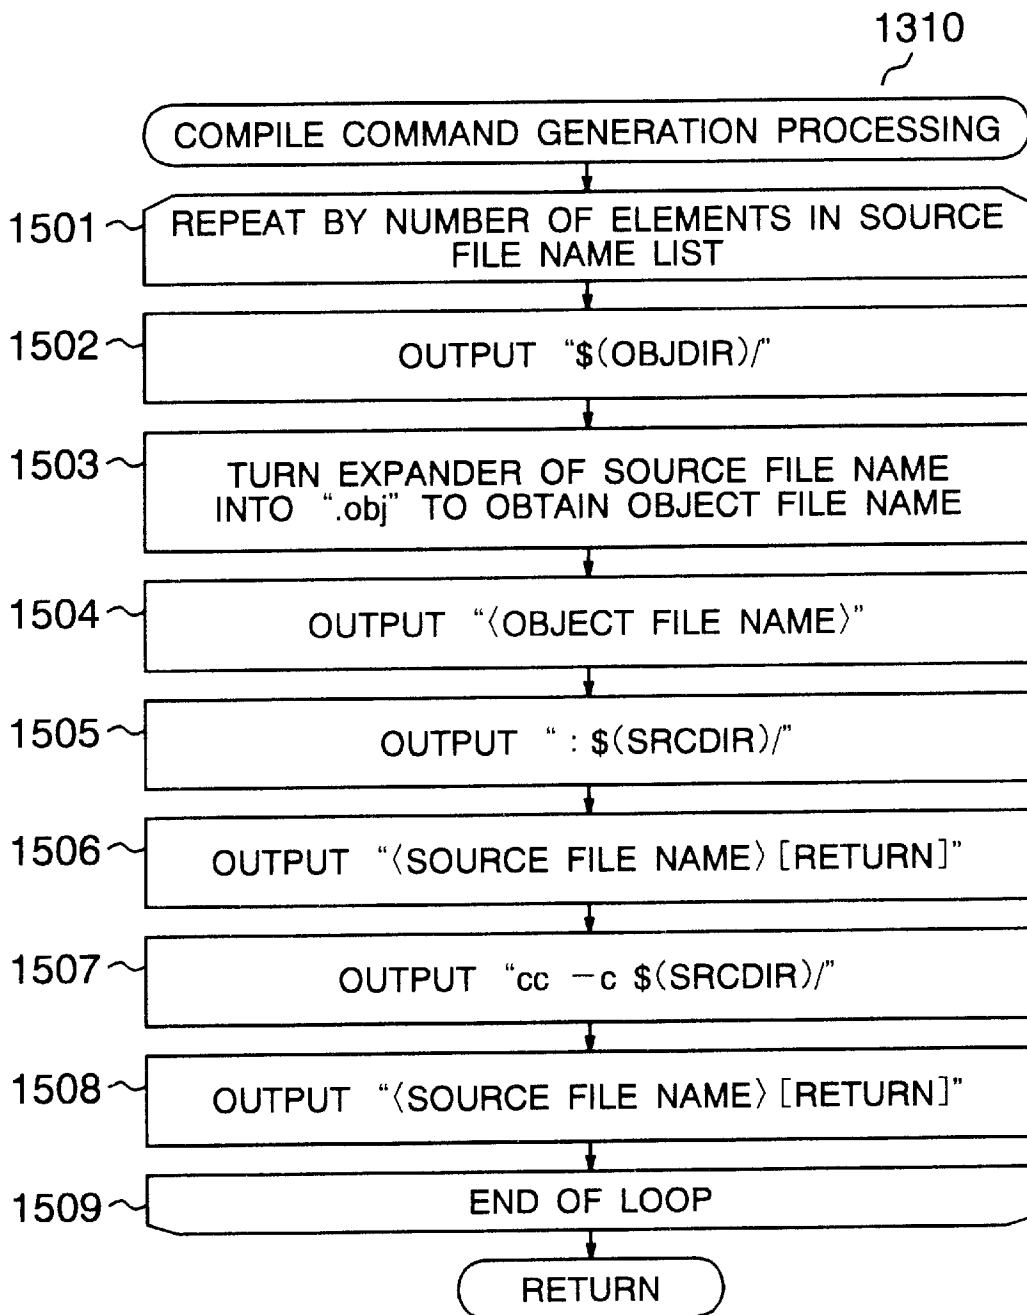 1310
COMPILE COMMAND GENERATION PROCESSING
1501
REPEAT BY NUMBER OF ELEMENTS IN SOURCE
FILE NAME LIST
1502
OUTPUT “$(OBJDIR)/”
1503
TURN EXPANDER OF SOURCE FILE NAME
INTO “.obj” TO OBTAIN OBJECT FILE NAME
1504
OUTPUT “〈OBJECT FILE NAME〉”
1505
OUTPUT “ : $(SRCDIR)/”
1506
OUTPUT “〈SOURCE FILE NAME〉[RETURN]”
1507
OUTPUT “cc −c $(SRCDIR)/”
1508
OUTPUT “〈SOURCE FILE NAME〉[RETURN]”
1509
END OF LOOP
RETURN